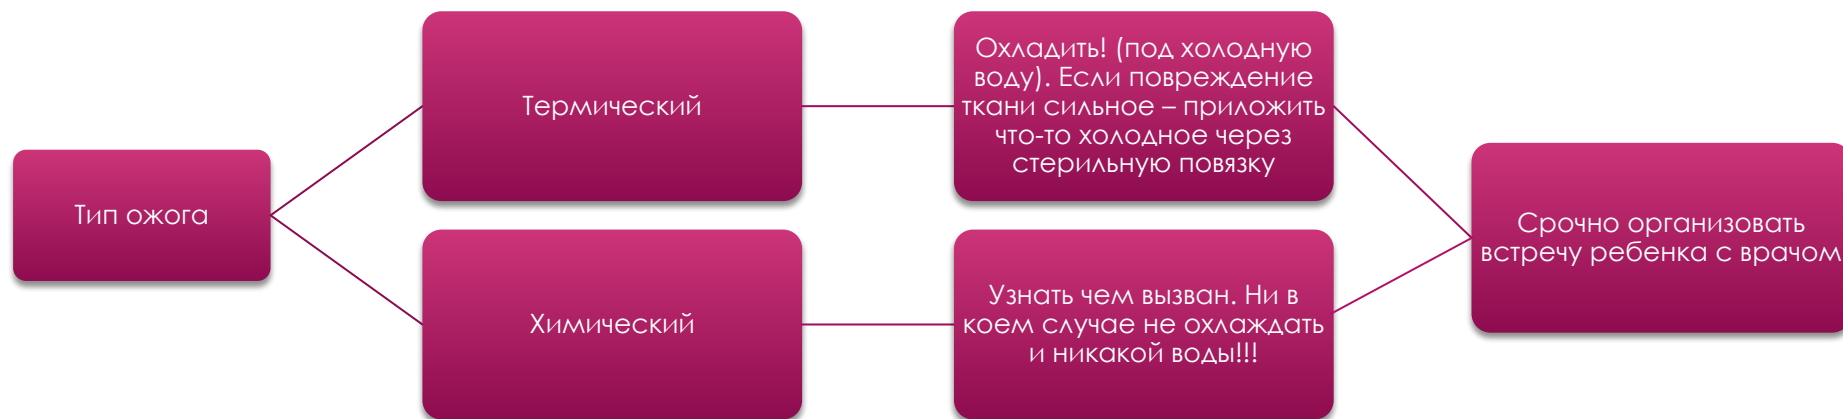 Тип ожога
Термический
Охладить! (под холодную
воду). Если повреждение
ткани сильное – приложить
что-то холодное через
стерильную повязку
Химический
Узнать чем вызван. Ни в
коем случае не охлаждать
и никакой воды!!!
Срочно организовать
встречу ребенка с врачом